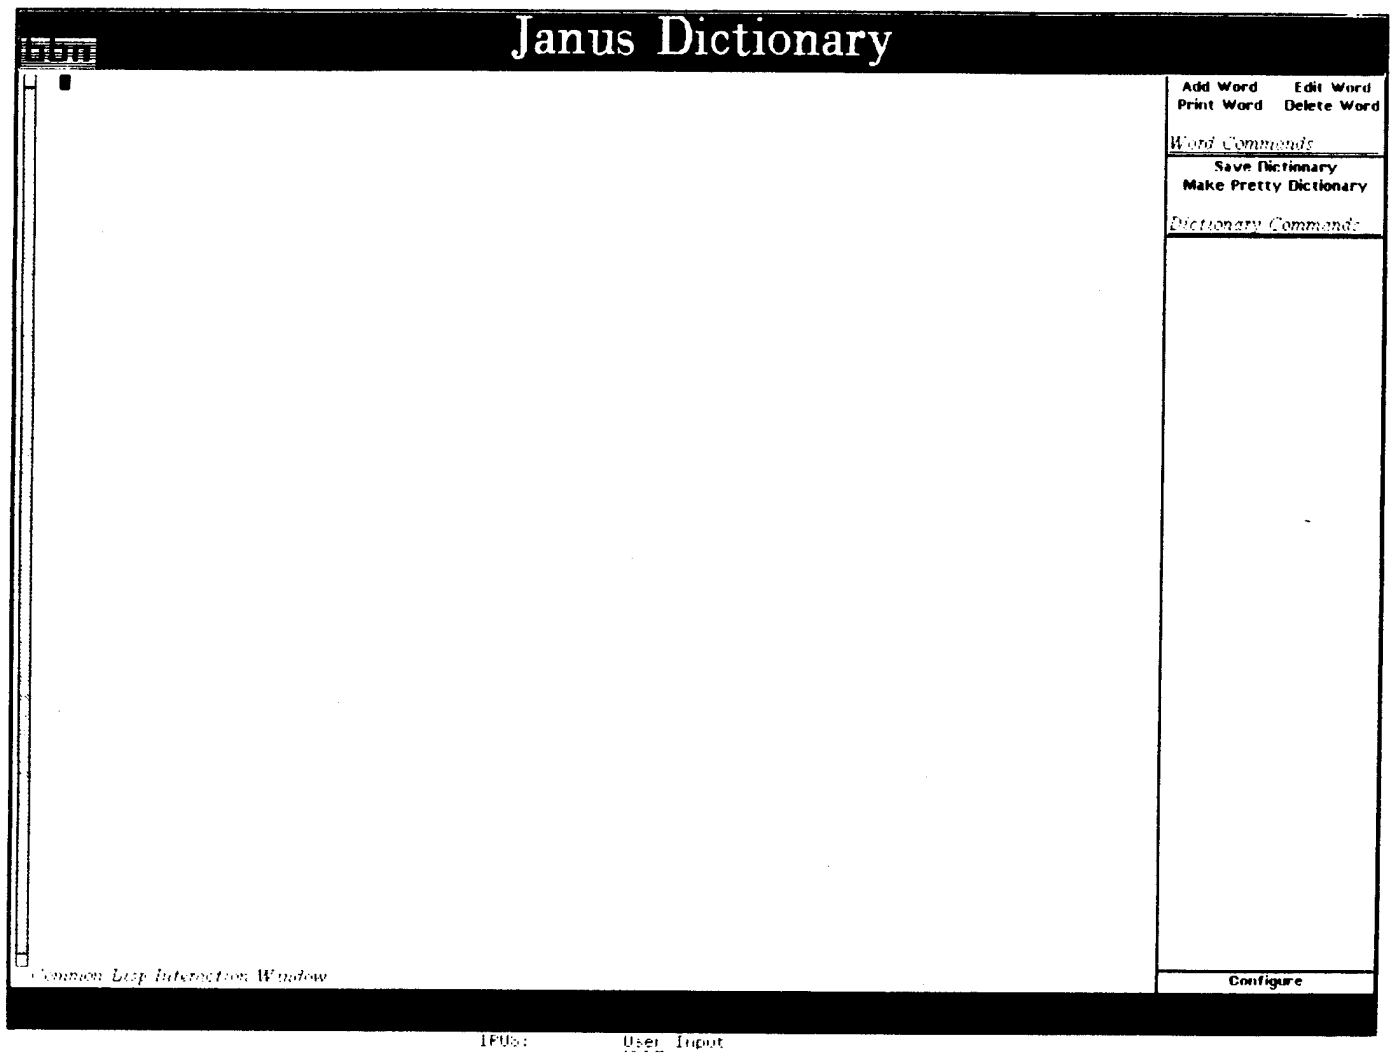 Janus Dictionary
bbn
Add Word Edit Word
Print Word Delete Word
Word Commands
Save Dictionary
Make Pretty Dictionary
Dictionary Commands
Common Lisp Interaction Window
Configure
User Input